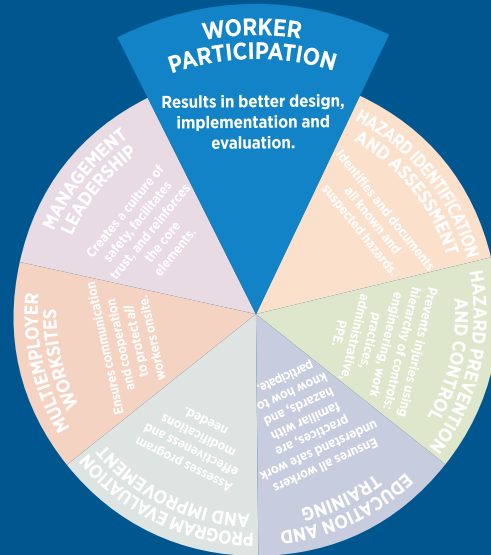 WORKER
PARTICIPATION
Results in better design,
implementation and
evaluation.
HAZARD IDENTIFICATION
AND ASSESSMENT
Identifies and documents
all known and
suspected hazards.
HAZARD PREVENTION
AND CONTROL
Prevents injuries using
hierarchy of controls:
engineering, work
practices,
administrative,
PPE.
EDUCATION AND
TRAINING
Ensures all workers
understand safe work
practices, are
familiar with
hazards, and
know how to
participate.
PROGRAM EVALUATION
AND IMPROVEMENT
Assesses program
effectiveness and
modifications
needed.
MULTIEMPLOYER
WORKSITES
Ensures communication
and cooperation
to protect all
workers onsite.
MANAGEMENT
LEADERSHIP
Creates a culture of
safety, facilitates
trust, and reinforces
the core
elements.